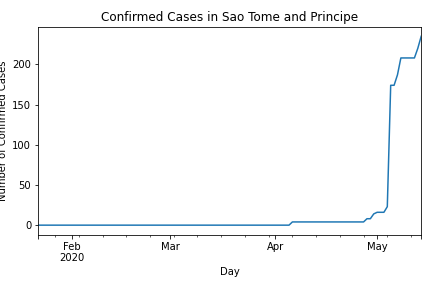 Confirmed Cases in Sao Tome and Principe
Number of Confirmed Cases
200
150
100
50
0
Feb
2020
Mar
Apr
May
Day